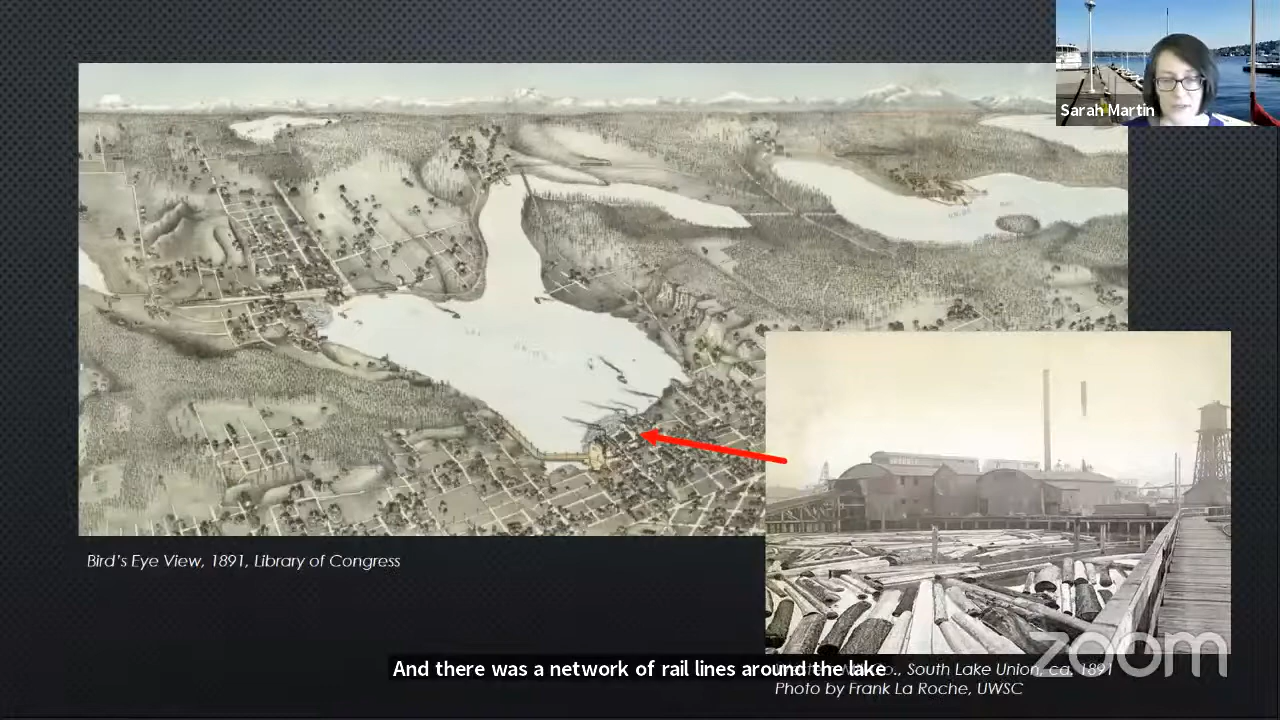 Sarah Martin
Bird's Eye View, 1891, Library of Congress
And there was a network of rail lines around the lake
Co., South Lake Union, ca. 1891
Photo by Frank La Roche, UWSC
zoom